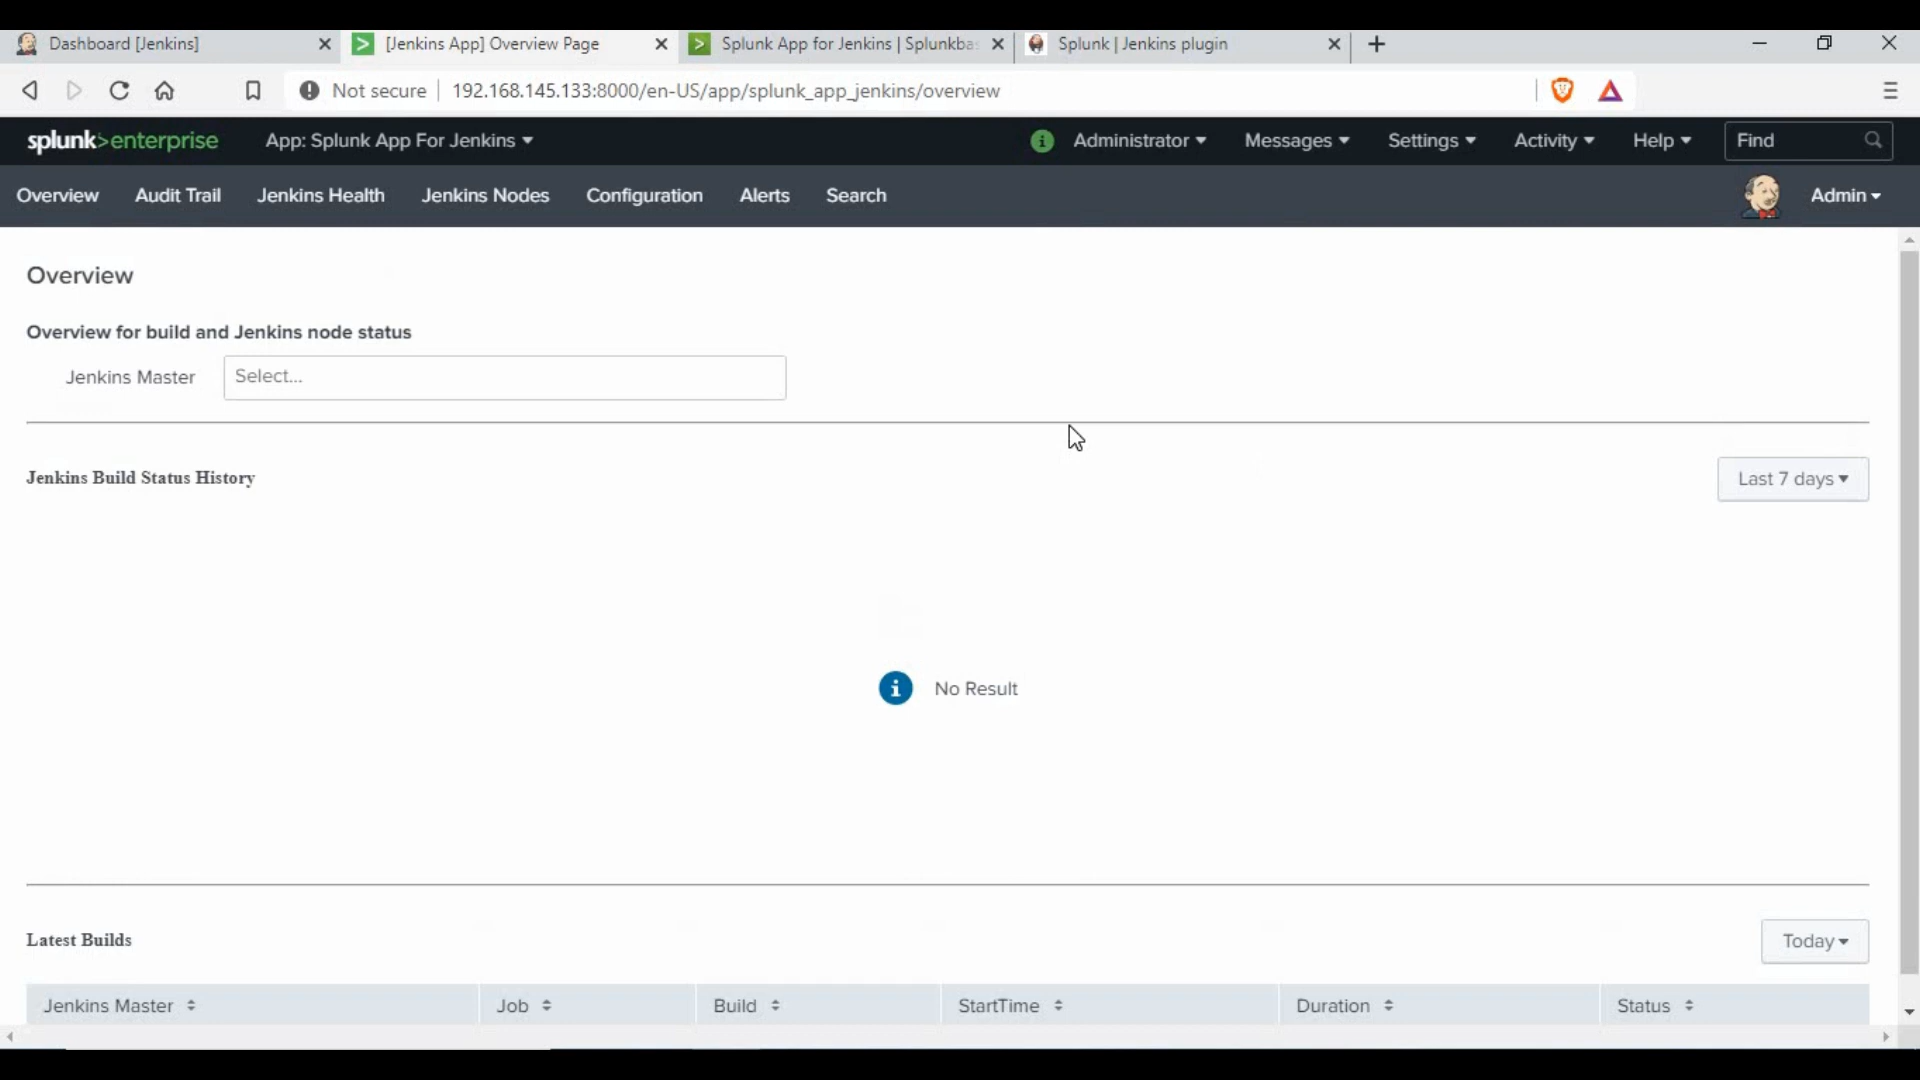 Dashboard [Jenkins]
[Jenkins App] Overview Page
Splunk App for Jenkins | Splunkba
Splunk | Jenkins plugin
Not secure
192.168.145.133:8000/en-US/app/splunk_app_jenkins/overview
splunk>enterprise
App: Splunk App For Jenkins
Administrator
Messages
Settings
Activity
Help
Find
Overview
Audit Trail
Jenkins Health
Jenkins Nodes
Configuration
Alerts
Search
Admin
Overview
Overview for build and Jenkins node status
Jenkins Master
Select...
Jenkins Build Status History
Last 7 days
No Result
Latest Builds
Today
Jenkins Master
Job
Build
StartTime
Duration
Status